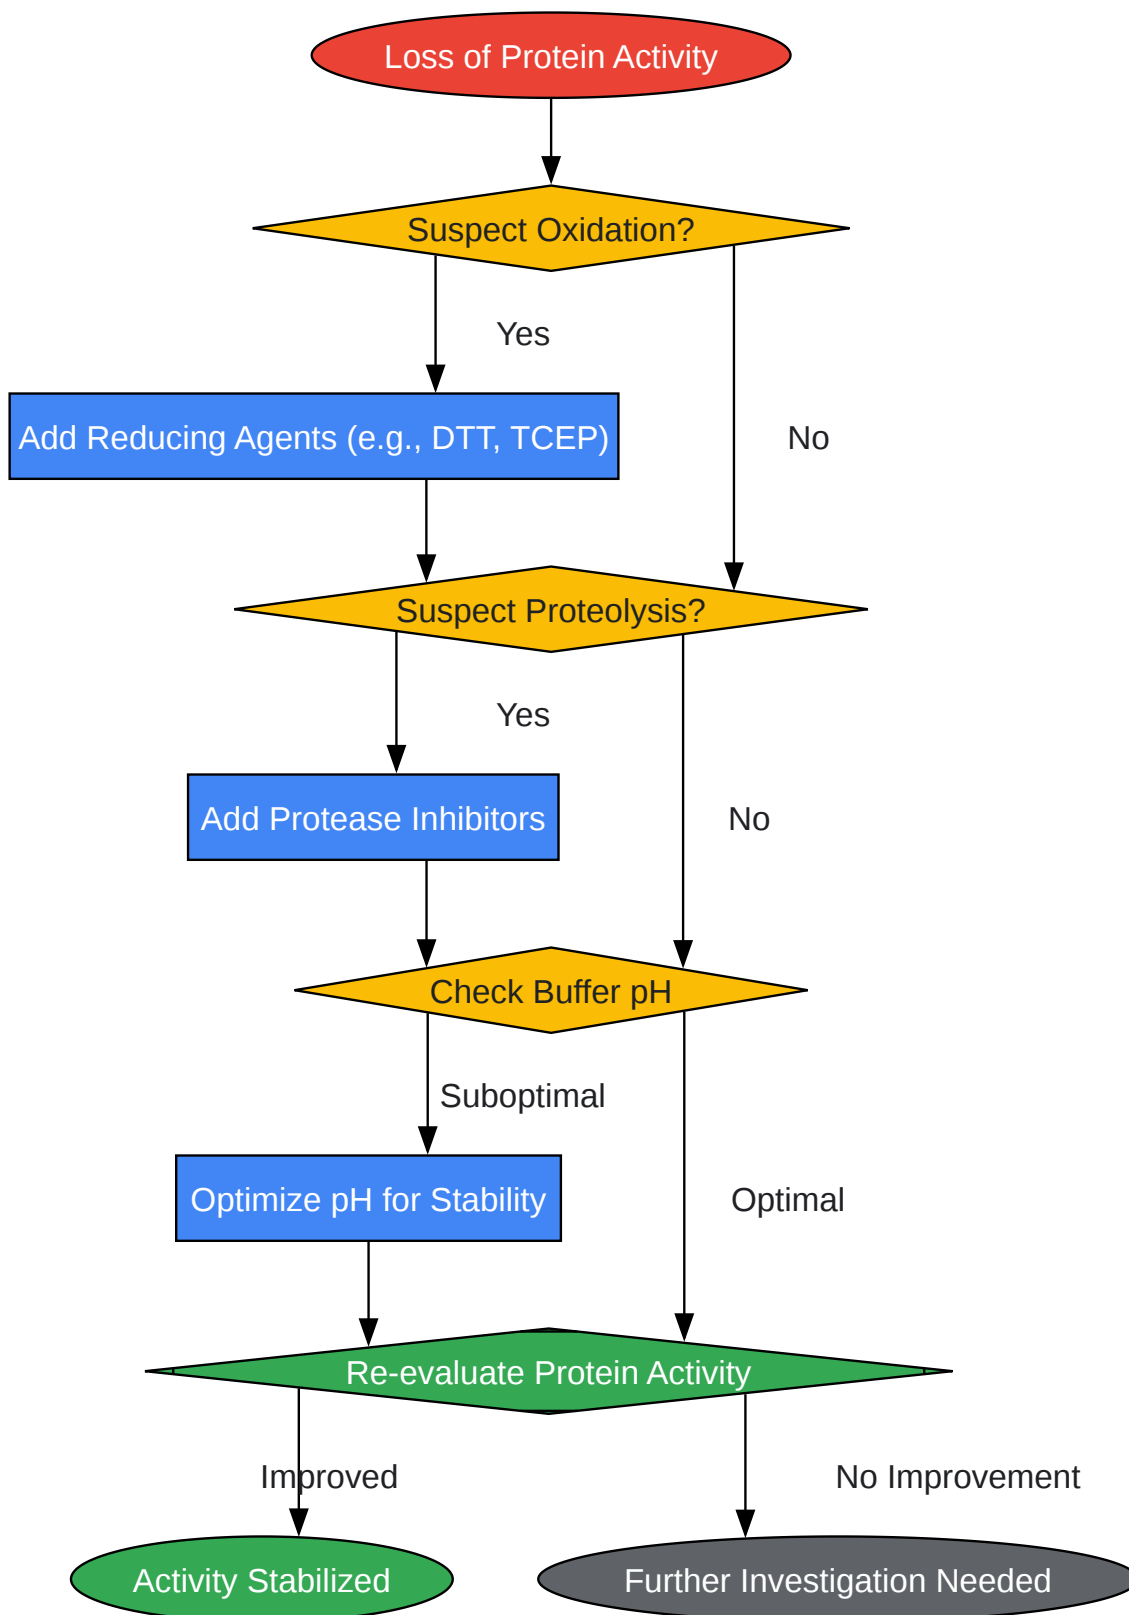 Loss of Protein Activity
Suspect Oxidation?
Yes
Add Reducing Agents (e.g., DTT, TCEP)
No
Suspect Proteolysis?
Yes
Add Protease Inhibitors
No
Check Buffer pH
Suboptimal
Optimize pH for Stability
Optimal
Re-evaluate Protein Activity
Improved
No Improvement
Activity Stabilized
Further Investigation Needed